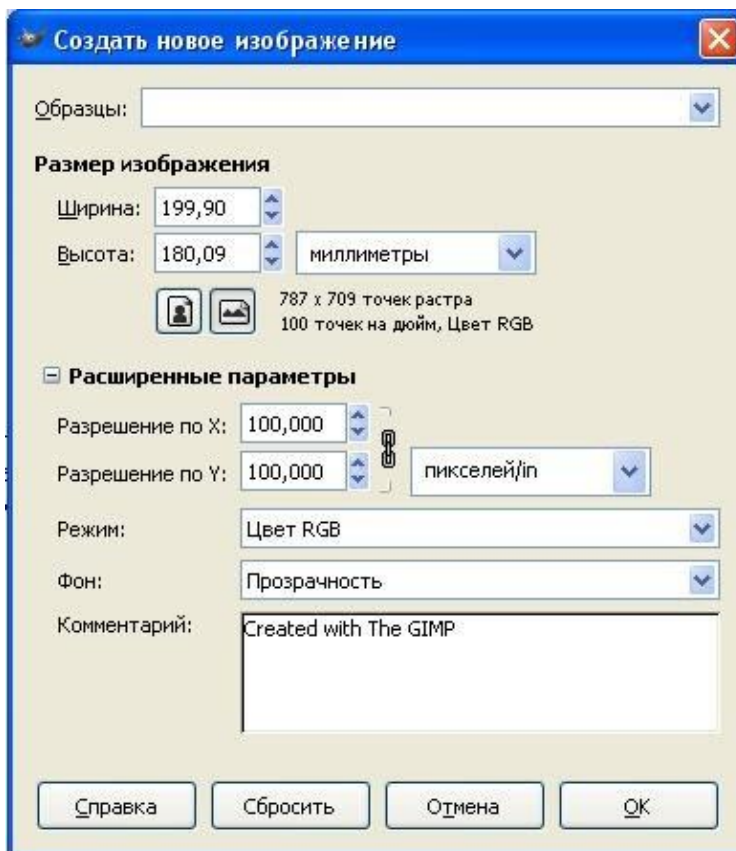 Создать новое изображение
Образцы:
Размер изображения
Ширина: 199,90
Высота: 180,09 миллиметры
787 x 709 точек растра
100 точек на дюйм, Цвет RGB
Расширенные параметры
Разрешение по X: 100,000
Разрешение по Y: 100,000 пикселей/in
Режим: Цвет RGB
Фон: Прозрачность
Комментарий: Created with The GIMP
Справка Сбросить Отмена OK